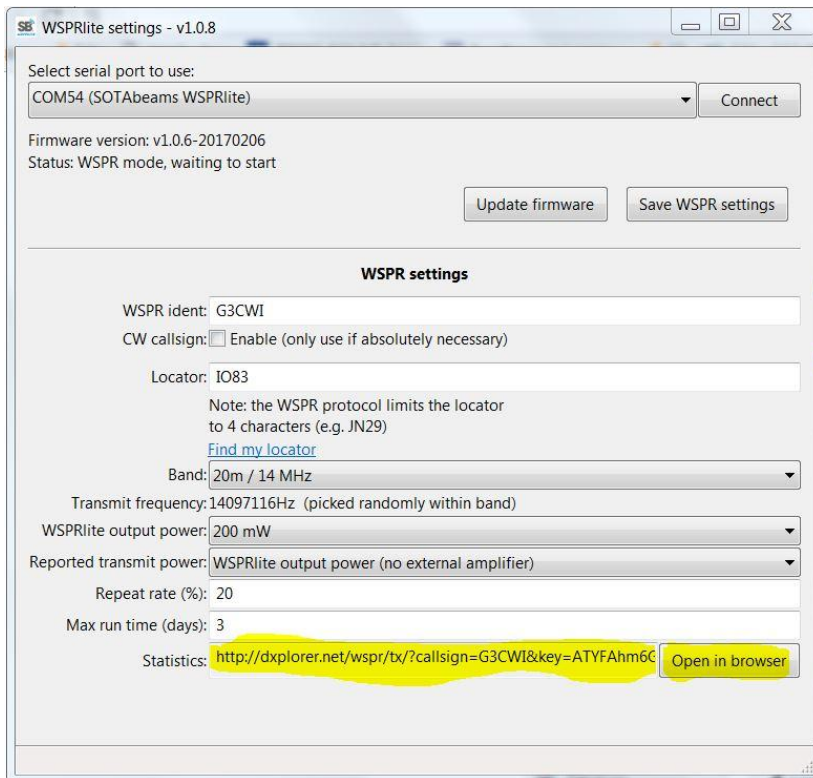 SB WSPRlite settings - v1.0.8
Select serial port to use:
COM54 (SOTAbeams WSPRlite) Connect
Firmware version: v1.0.6-20170206
Status: WSPR mode, waiting to start
Update firmware Save WSPR settings
WSPR settings
WSPR ident: G3CWI
CW callsign: Enable (only use if absolutely necessary)
Locator: IO83
Note: the WSPR protocol limits the locator
to 4 characters (e.g. JN29)
Find my locator
Band: 20m / 14 MHz
Transmit frequency: 14097116Hz (picked randomly within band)
WSPRlite output power: 200 mW
Reported transmit power: WSPRlite output power (no external amplifier)
Repeat rate (%): 20
Max run time (days): 3
Statistics: http://dxplorer.net/wspr/tx/?callsign=G3CWI&key=ATYFAhm6G Open in browser